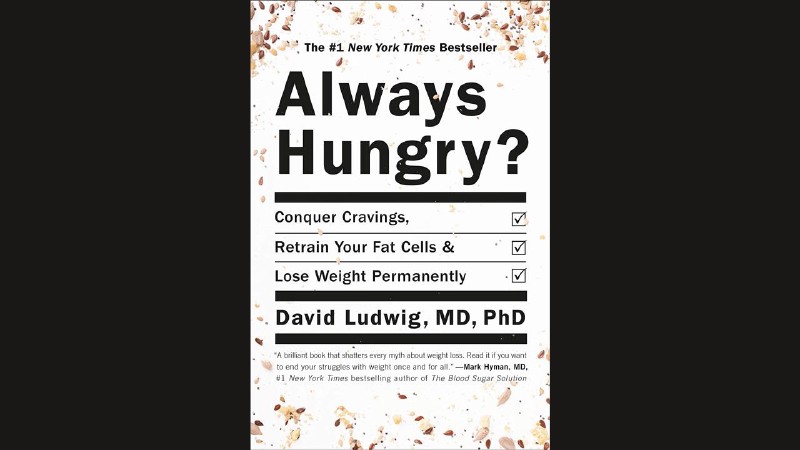 The #1 New York Times Bestseller
Always
Hungry?
Conquer Cravings,
Retrain Your Fat Cells &
Lose Weight Permanently
David Ludwig, MD, PhD
“A brilliant book that shatters every myth about weight loss. Read it if you want
to end your struggles with weight once and for all.” —Mark Hyman, MD,
#1 New York Times bestselling author of The Blood Sugar Solution